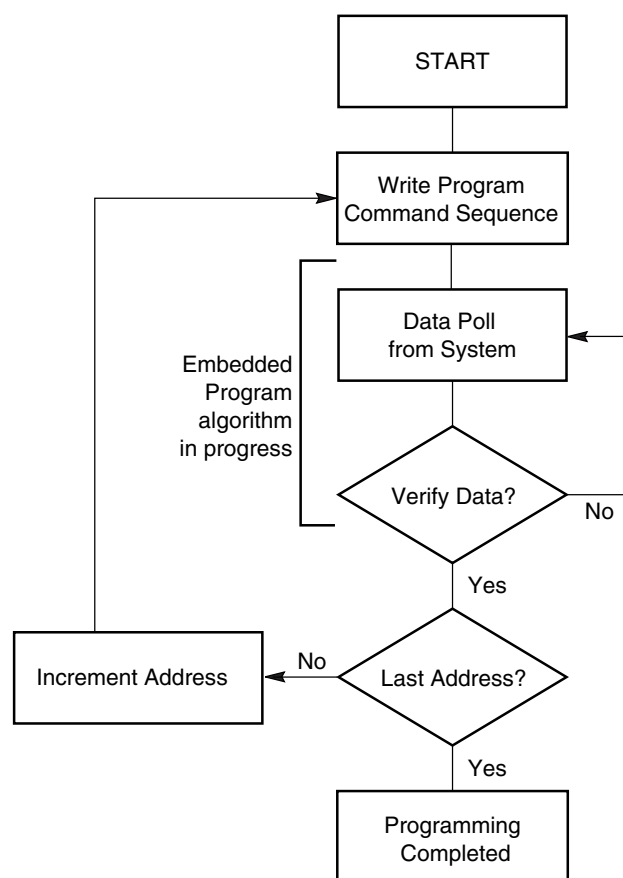 START
Write Program
Command Sequence
Data Poll
from System
Embedded
Program
algorithm
in progress
Verify Data?
No
Yes
No
Increment Address
Last Address?
Yes
Programming
Completed